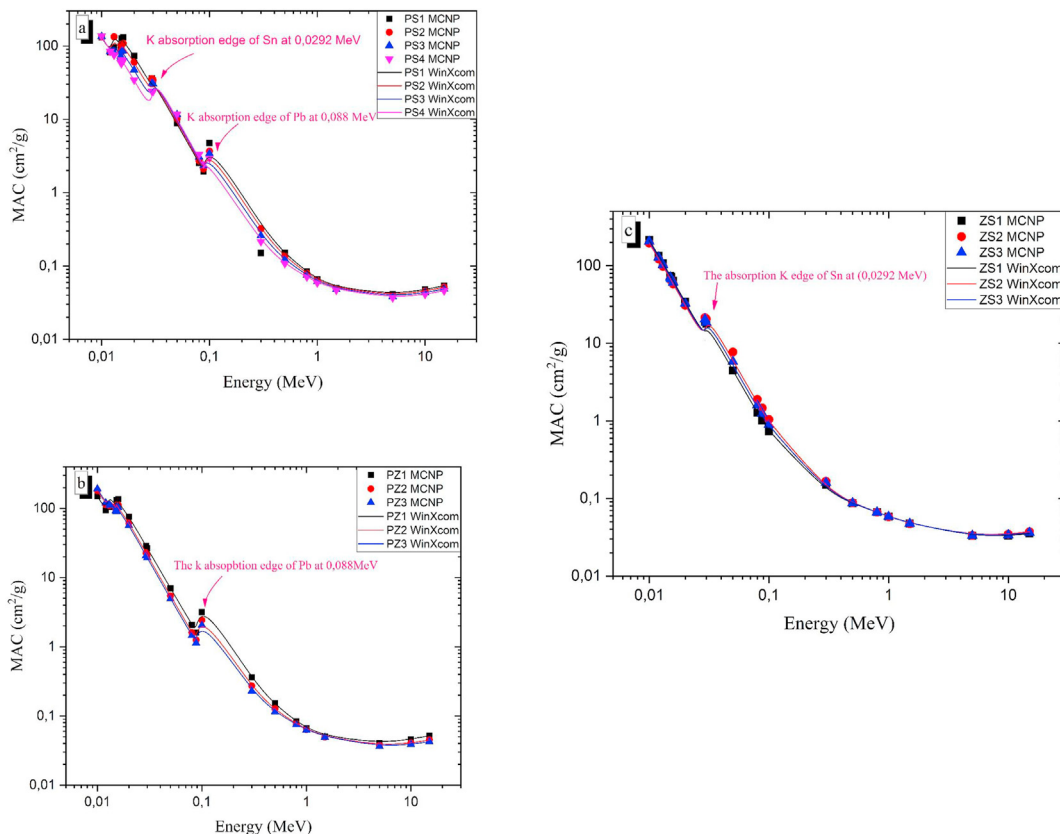 a
PS1 MCNP
PS2 MCNP
PS3 MCNP
PS4 MCNP
PS1 WinXcom
PS2 WinXcom
PS3 WinXcom
PS4 WinXcom
K absorption edge of Sn at 0,0292 MeV
K absorption edge of Pb at 0,088 MeV
MAC (cm²/g)
100
10
1
0,1
0,01
0,01
0,1
1
10
Energy (MeV)
b
PZ1 MCNP
PZ2 MCNP
PZ3 MCNP
PZ1 WinXcom
PZ2 WinXcom
PZ3 WinXcom
The k absopbtion edge of Pb at 0,088MeV
MAC (cm²/g)
100
10
1
0,1
0,01
0,01
0,1
1
10
Energy (MeV)
c
ZS1 MCNP
ZS2 MCNP
ZS3 MCNP
ZS1 WinXcom
ZS2 WinXcom
ZS3 WinXcom
The absorption K edge of Sn at (0,0292 MeV)
MAC (cm²/g)
100
10
1
0,1
0,01
0,01
0,1
1
10
Energy (MeV)